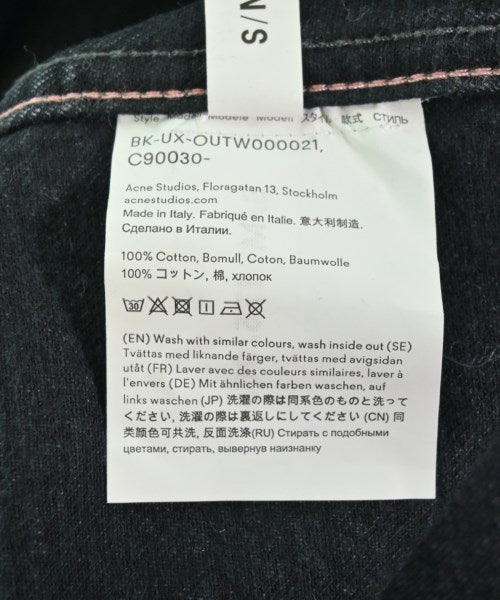 N/S
Style Model Modèle Modell スタイル 款式 СТИЛЬ
BK-UX-OUTW000021,
C90030-
Acne Studios, Floragatan 13, Stockholm
acnestudios.com
Made in Italy. Fabriqué en Italie. 意大利制造.
Сделано в Италии.
100% Cotton, Bomull, Coton, Baumwolle
100% コットン, 棉, хлопок
30
(EN) Wash with similar colours, wash inside out (SE)
Tvättas med liknande färger, tvättas med avigsidan
utåt (FR) Laver avec des couleurs similaires, laver à
l'envers (DE) Mit ähnlichen farben waschen, auf
links waschen (JP) 洗濯の際は同系色のものと洗って
ください, 洗濯の際は裏返しにしてください (CN) 同
类颜色可共洗, 反面洗涤(RU) Стирать с подобными
цветами, стирать, вывернув наизнанку